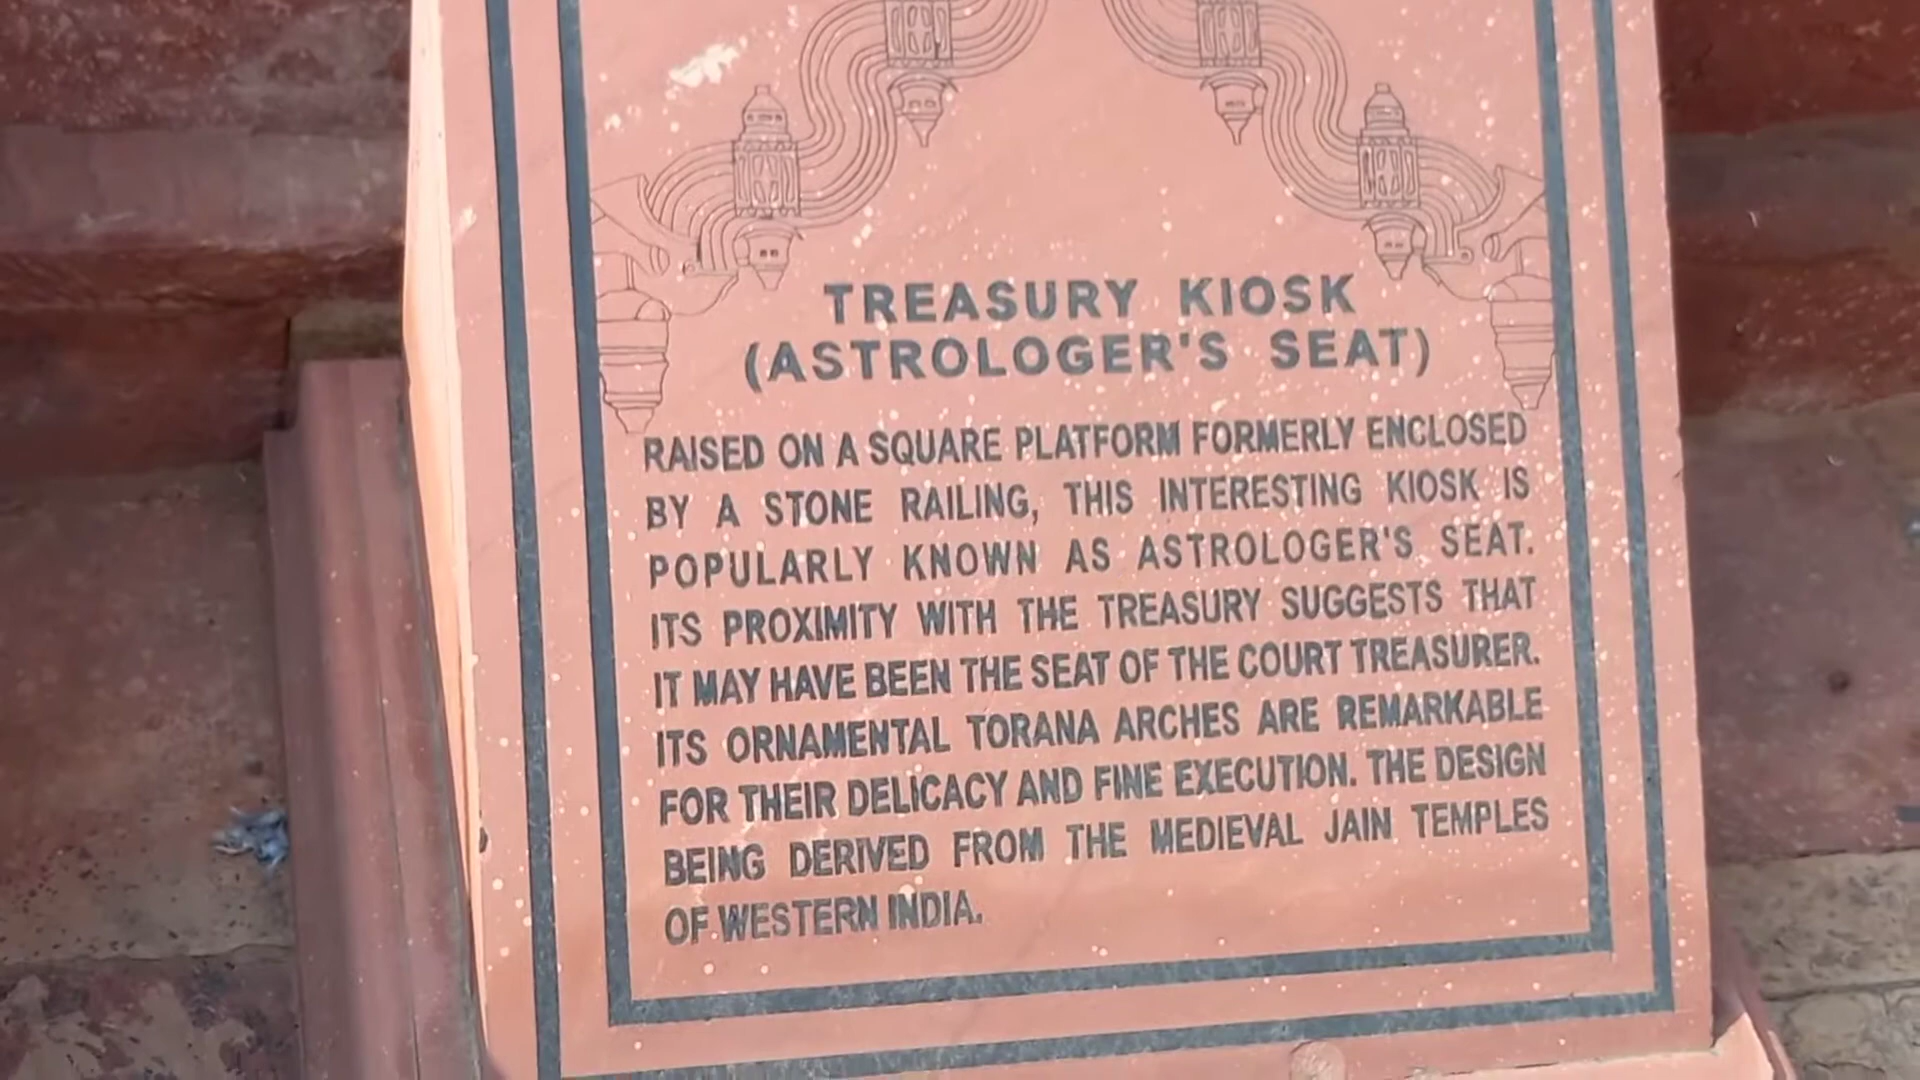 TREASURY KIOSK
(ASTROLOGER'S SEAT)
RAISED ON A SQUARE PLATFORM FORMERLY ENCLOSED
BY A STONE RAILING, THIS INTERESTING KIOSK IS
POPULARLY KNOWN AS ASTROLOGER'S SEAT.
ITS PROXIMITY WITH THE TREASURY SUGGESTS THAT
IT MAY HAVE BEEN THE SEAT OF THE COURT TREASURER.
ITS ORNAMENTAL TORANA ARCHES ARE REMARKABLE
FOR THEIR DELICACY AND FINE EXECUTION. THE DESIGN
BEING DERIVED FROM THE MEDIEVAL JAIN TEMPLES
OF WESTERN INDIA.